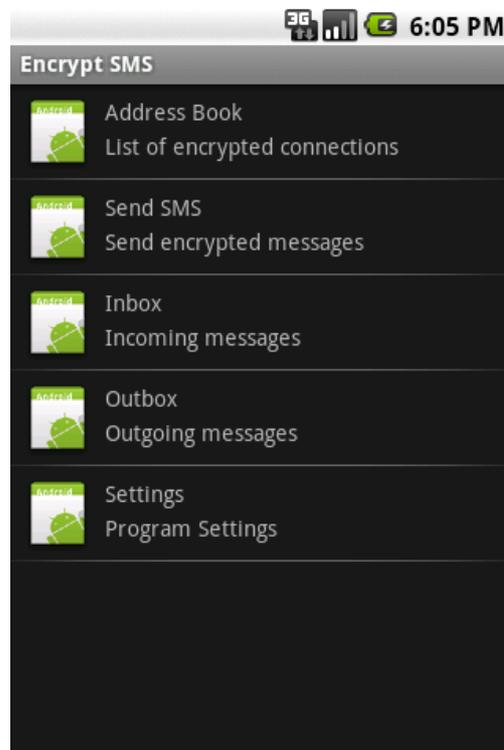 3G 6:05 PM
Encrypt SMS
Address Book
List of encrypted connections
Send SMS
Send encrypted messages
Inbox
Incoming messages
Outbox
Outgoing messages
Settings
Program Settings